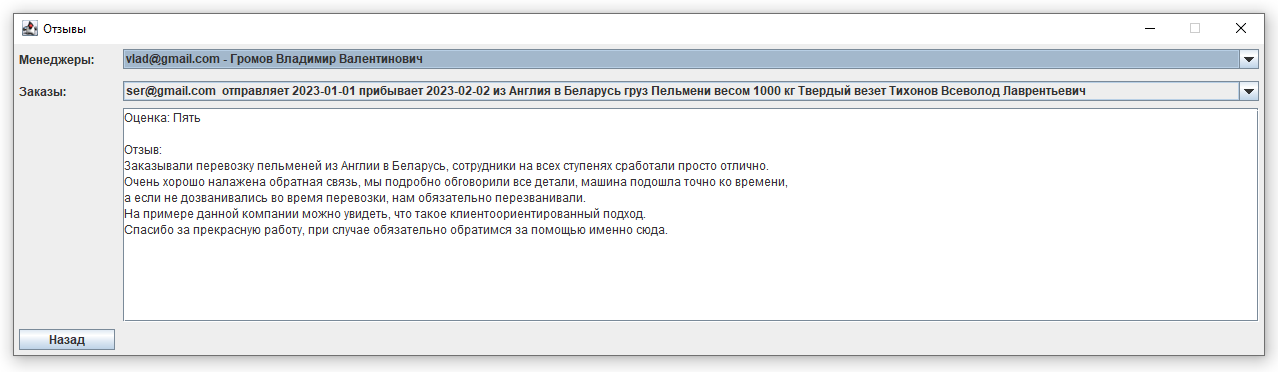 Отзывы
Менеджеры:
vlad@gmail.com - Громов Владимир Валентинович
Заказы:
ser@gmail.com  отправляет 2023-01-01 прибывает 2023-02-02 из Англия в Беларусь груз Пельмени весом 1000 кг Твердый везет Тихонов Всеволод Лаврентьевич
Оценка: Пять
Отзыв:
Заказывали перевозку пельменей из Англии в Беларусь, сотрудники на всех ступенях сработали просто отлично.
Очень хорошо налажена обратная связь, мы подробно обговорили все детали, машина подошла точно ко времени,
а если не дозванивались во время перевозки, нам обязательно перезванивали.
На примере данной компании можно увидеть, что такое клиентоориентированный подход.
Спасибо за прекрасную работу, при случае обязательно обратимся за помощью именно сюда.
Назад